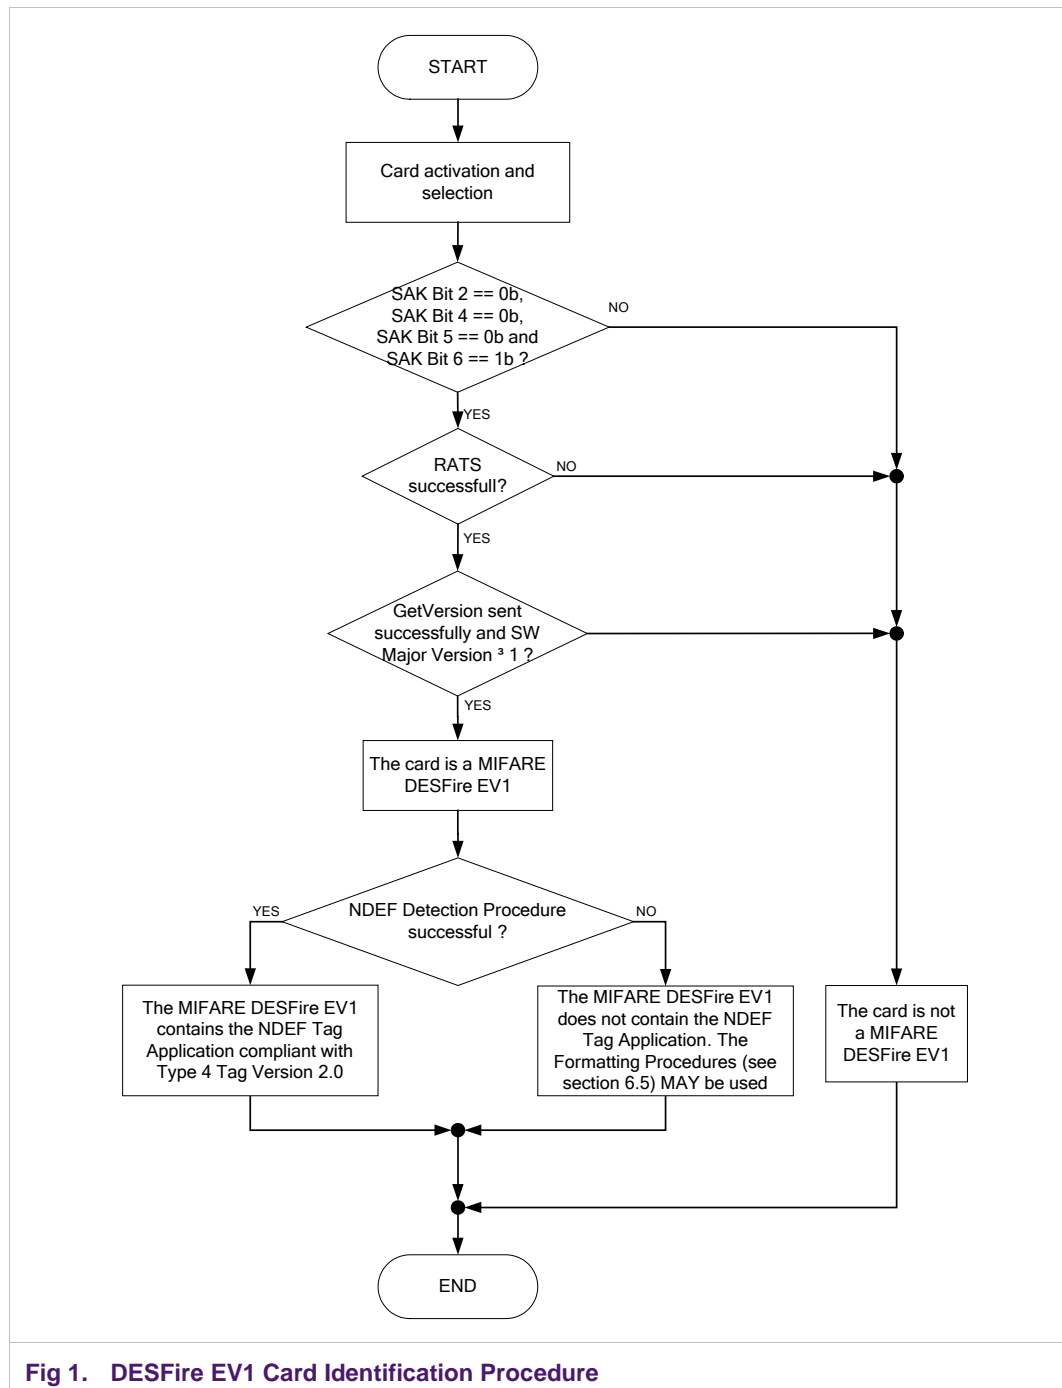 START
Card activation and
selection
SAK Bit 2 == 0b,
SAK Bit 4 == 0b,
SAK Bit 5 == 0b and
SAK Bit 6 == 1b ?
NO
YES
RATS
successfull?
NO
YES
GetVersion sent
successfully and SW
Major Version ³ 1 ?
YES
The card is a MIFARE
DESFire EV1
NDEF Detection Procedure
successful ?
YES
NO
The MIFARE DESFire EV1
contains the NDEF Tag
Application compliant with
Type 4 Tag Version 2.0
The MIFARE DESFire EV1
does not contain the NDEF
Tag Application. The
Formatting Procedures (see
section 6.5) MAY be used
The card is not
a MIFARE
DESFire EV1
END
Fig 1. DESFire EV1 Card Identification Procedure